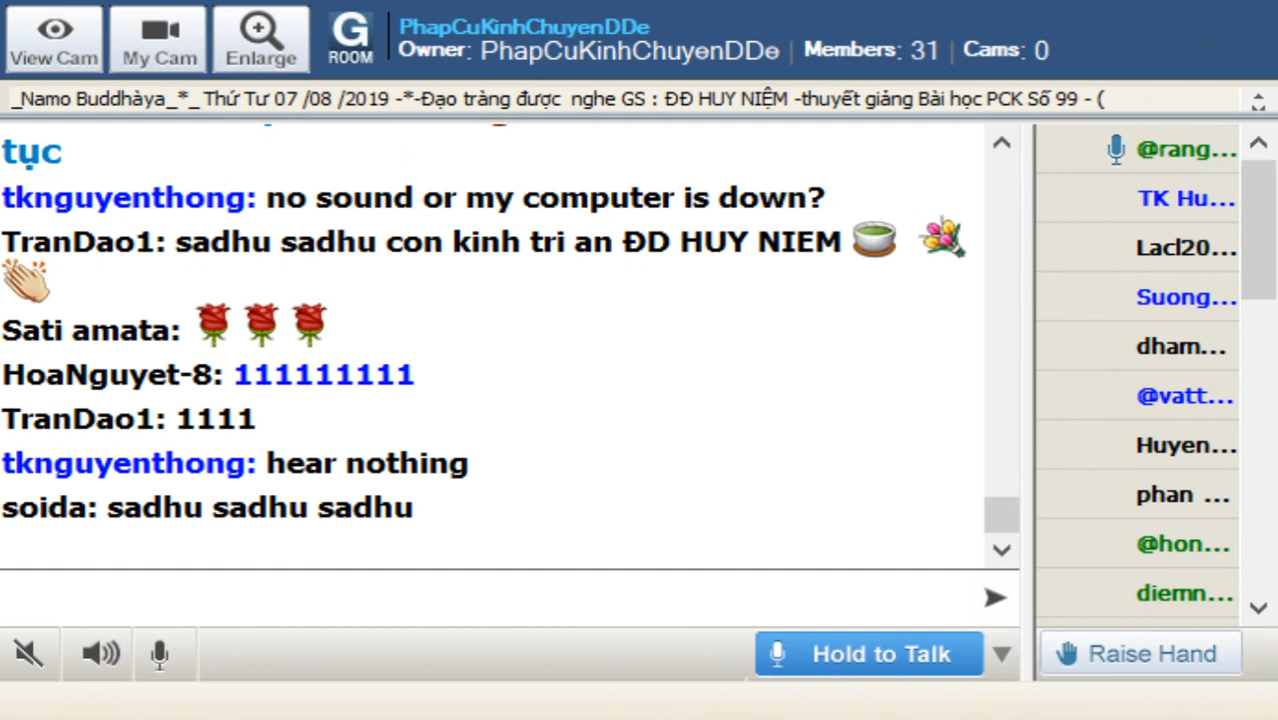 View Cam
My Cam
Enlarge
G
ROOM
PhapCuKinhChuyenDDe
Owner: PhapCuKinhChuyenDDe | Members: 31 | Cams: 0
_Namo Buddhàya_*_ Thứ Tư 07 /08 /2019 -*-Đạo tràng được nghe GS : ĐĐ HUY NIỆM -thuyết giảng Bài học PCK Số 99 - (
tục
tknguyenthong: no sound or my computer is down?
TranDao1: sadhu sadhu con kinh tri an ĐD HUY NIEM
Sati amata:
HoaNguyet-8: 111111111
TranDao1: 1111
tknguyenthong: hear nothing
soida: sadhu sadhu sadhu
@rang...
TK Hu...
Lacl20...
Suong...
dham...
@vatt...
Huyen...
phan ...
@hon...
diemn...
Hold to Talk
Raise Hand